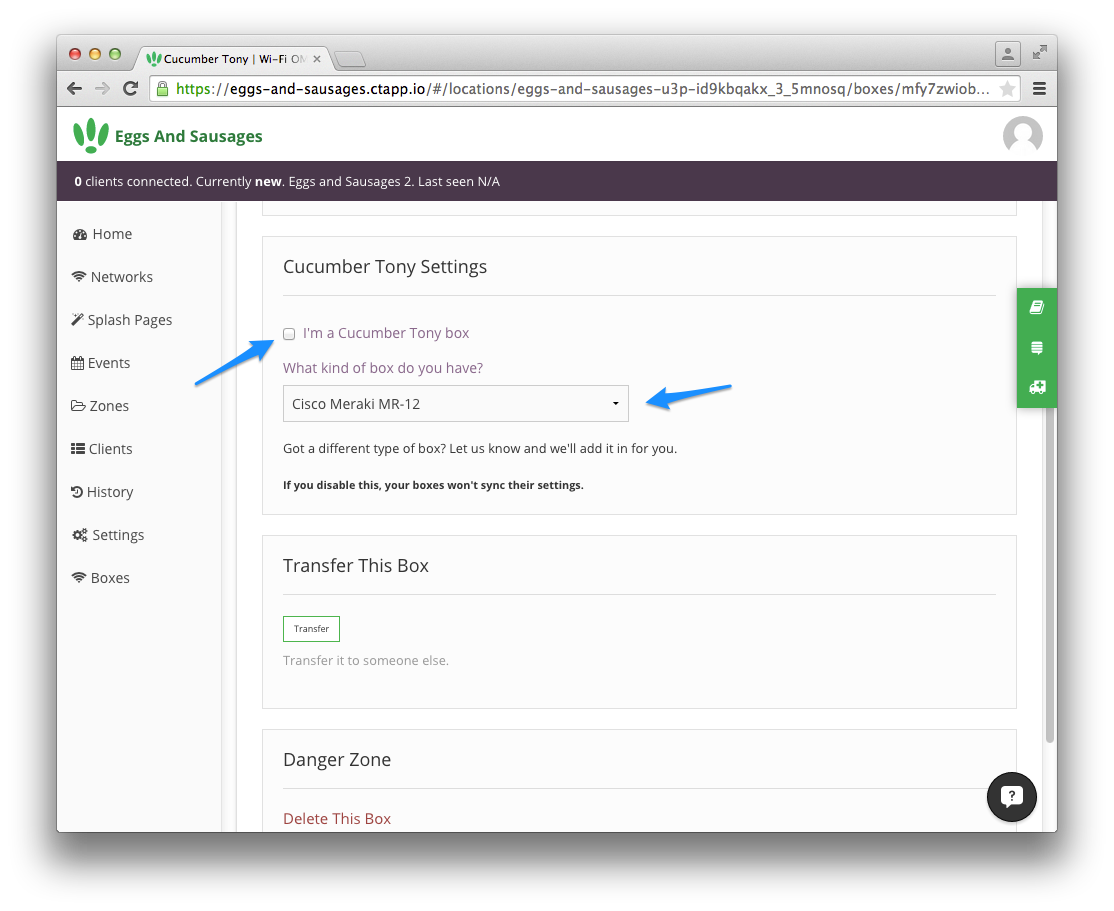 Cucumber Tony | Wi-Fi ON
https://eggs-and-sausages.ctapp.io/#/locations/eggs-and-sausages-u3p-id9kbqakx_3_5mnosq/boxes/mfy7zwiob...
Eggs And Sausages
0 clients connected. Currently new. Eggs and Sausages 2. Last seen N/A
Home
Networks
Splash Pages
Events
Zones
Clients
History
Settings
Boxes
Cucumber Tony Settings
I'm a Cucumber Tony box
What kind of box do you have?
Cisco Meraki MR-12
Got a different type of box? Let us know and we'll add it in for you.
If you disable this, your boxes won't sync their settings.
Transfer This Box
Transfer
Transfer it to someone else.
Danger Zone
Delete This Box